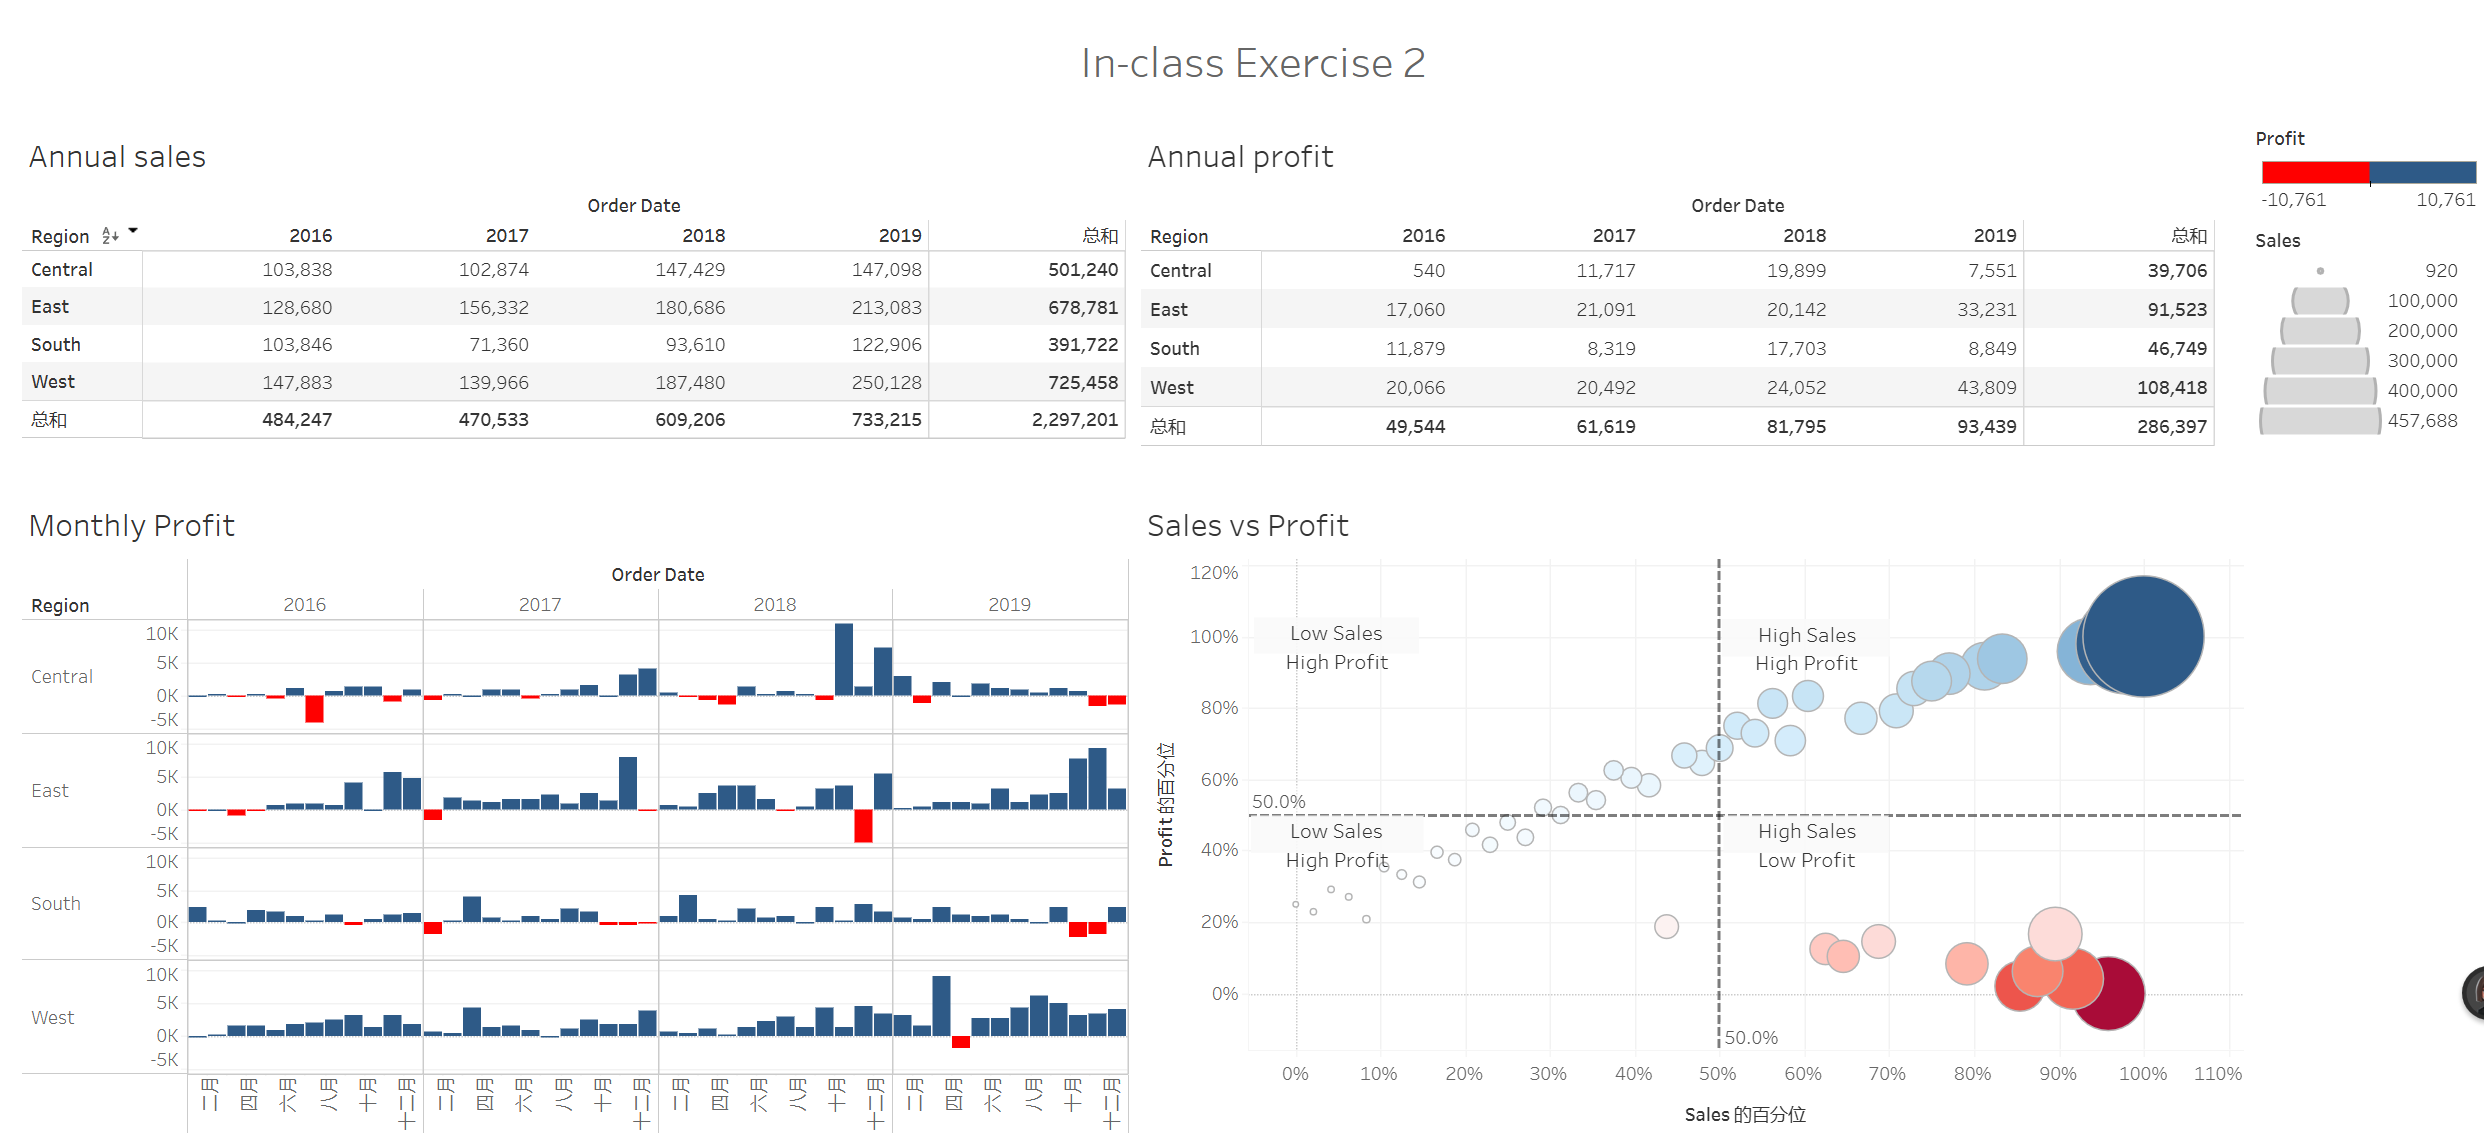 In-class Exercise 2
Annual sales
Order Date
Region 2016 2017 2018 2019 总和
Central 103,838 102,874 147,429 147,098 501,240
East 128,680 156,332 180,686 213,083 678,781
South 103,846 71,360 93,610 122,906 391,722
West 147,883 139,966 187,480 250,128 725,458
总和 484,247 470,533 609,206 733,215 2,297,201
Annual profit
Order Date
Region 2016 2017 2018 2019 总和
Central 540 11,717 19,899 7,551 39,706
East 17,060 21,091 20,142 33,231 91,523
South 11,879 8,319 17,703 8,849 46,749
West 20,066 20,492 24,052 43,809 108,418
总和 49,544 61,619 81,795 93,439 286,397
Profit
-10,761 10,761
Sales
920
100,000
200,000
300,000
400,000
457,688
Monthly Profit
Order Date
Region 2016 2017 2018 2019
Central
10K
5K
0K
-5K
East
10K
5K
0K
-5K
South
10K
5K
0K
-5K
West
10K
5K
0K
-5K
二月 四月 六月 八月 十月 十二月 二月 四月 六月 八月 十月 十二月 二月 四月 六月 八月 十月 十二月 二月 四月 六月 八月 十月 十二月
Sales vs Profit
Profit 的百分位
120%
100%
80%
60%
40%
20%
0%
Low Sales
High Profit
High Sales
High Profit
50.0%
Low Sales
High Profit
High Sales
Low Profit
50.0%
0% 10% 20% 30% 40% 50% 60% 70% 80% 90% 100% 110%
Sales 的百分位